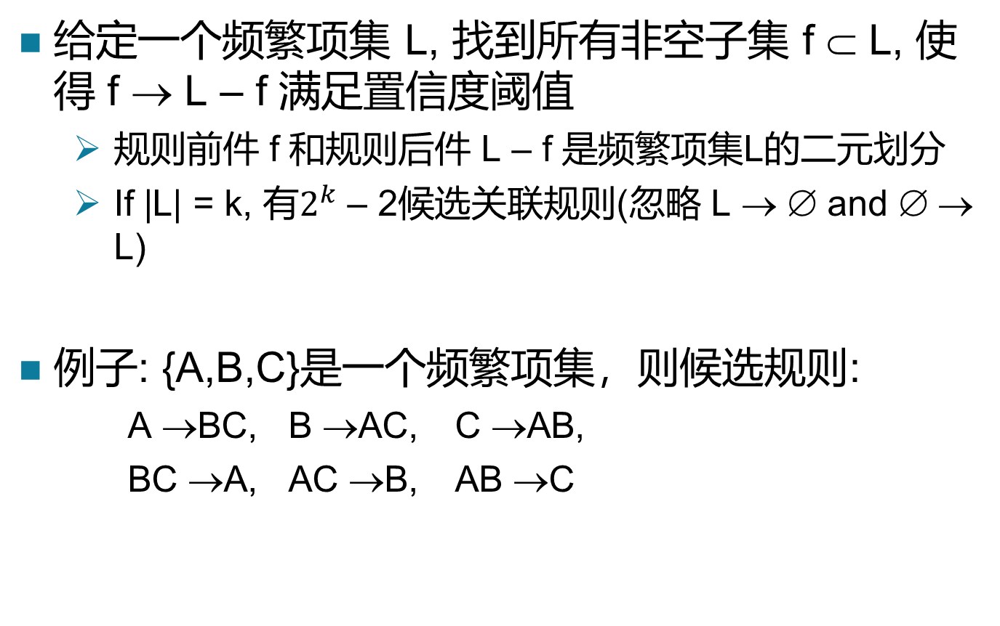 ■ 给定一个频繁项集 L, 找到所有非空子集 f ⊂ L, 使
得 f → L – f 满足置信度阈值
➢ 规则前件 f 和规则后件 L – f 是频繁项集L的二元划分
➢ If |L| = k, 有2^k – 2候选关联规则(忽略 L → ∅ and ∅ →
L)
■ 例子: {A,B,C}是一个频繁项集，则候选规则:
A →BC, B →AC, C →AB,
BC →A, AC →B, AB →C